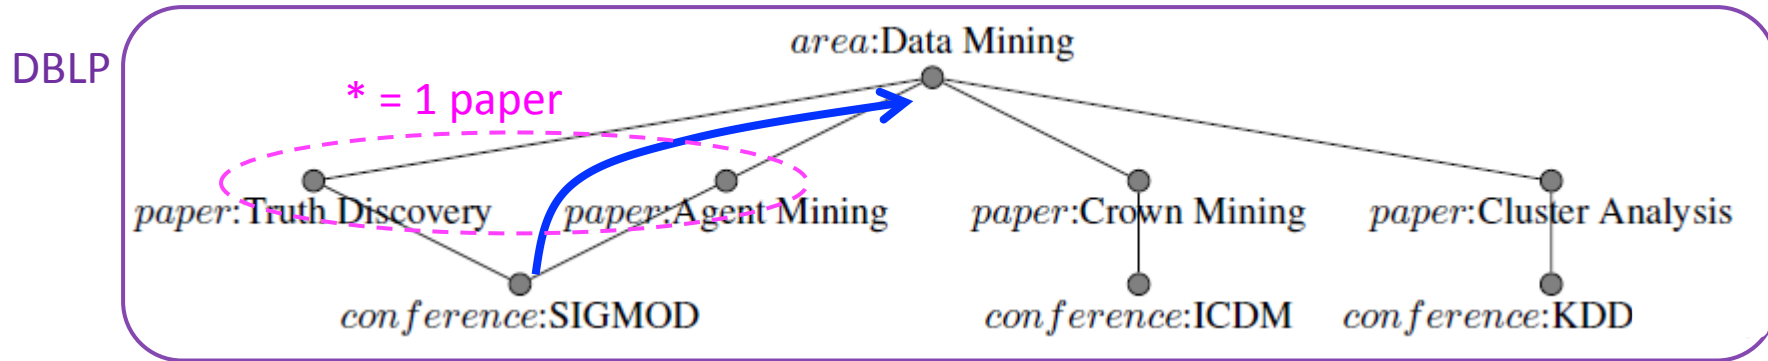 area:Data Mining
DBLP
* = 1 paper
paper:Truth Discovery
paper:Agent Mining
paper:Crown Mining
paper:Cluster Analysis
conference:SIGMOD
conference:ICDM
conference:KDD